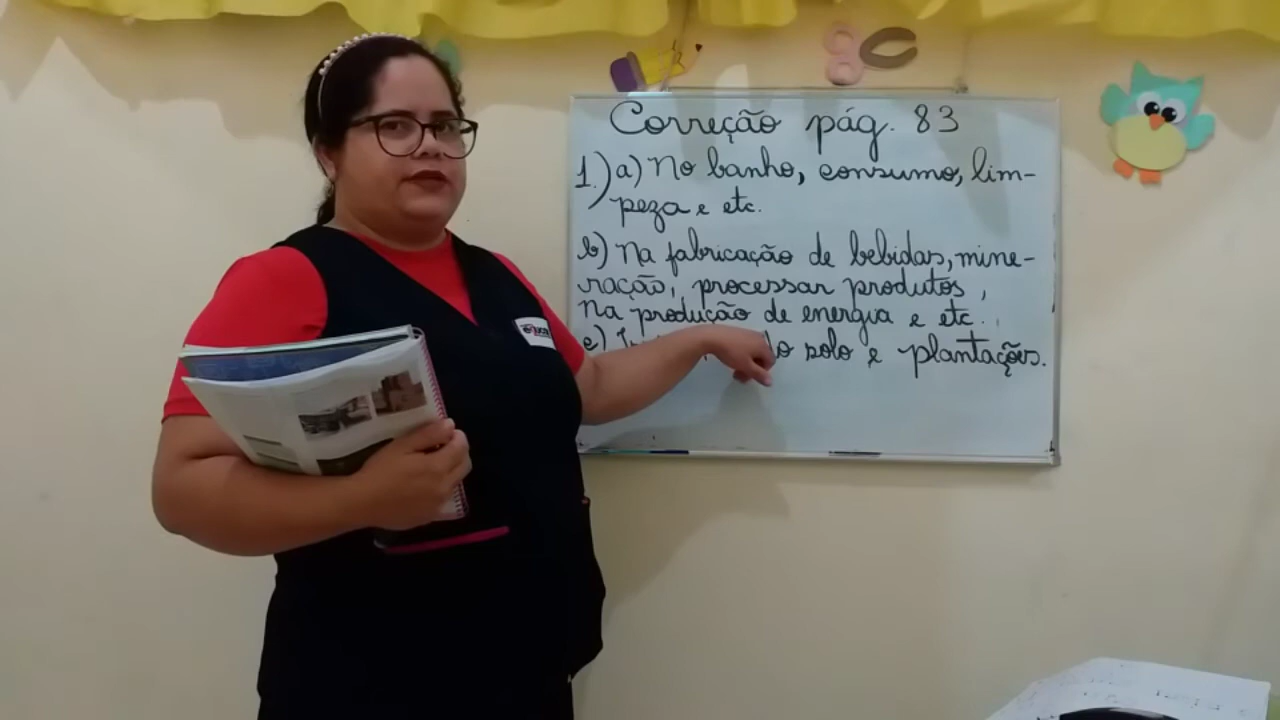 Correção pág. 83
1.) a) No banho, consumo, lim-
peza e etc.
b) Na fabricação de bebidas, mine-
ração, processar produtos,
na produção de energia e etc.
c) do solo e plantações.